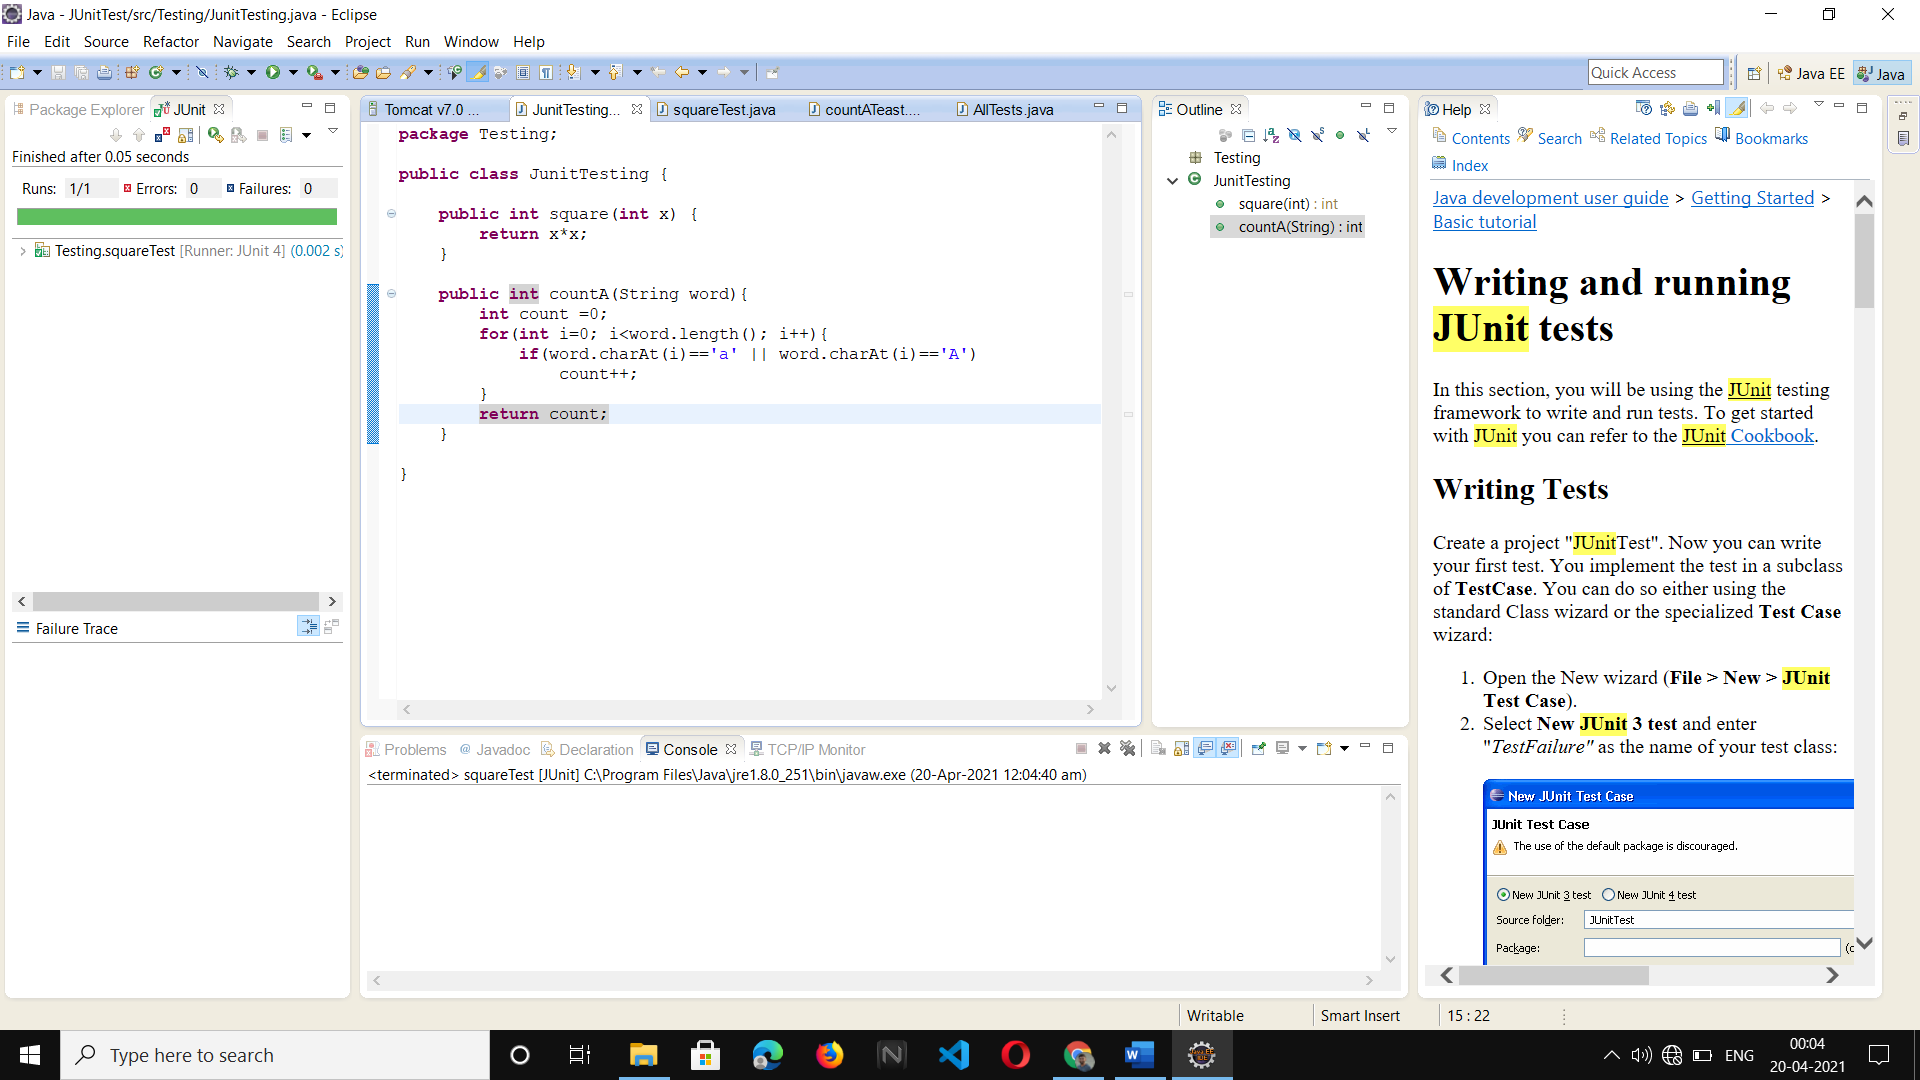 Java - JUnitTest/src/Testing/JunitTesting.java - Eclipse
File Edit Source Refactor Navigate Search Project Run Window Help
Quick Access
Java EE
Java
Package Explorer
JUnit
Finished after 0.05 seconds
Runs: 1/1 Errors: 0 Failures: 0
Testing.squareTest [Runner: JUnit 4] (0.002 s)
Failure Trace
Tomcat v7.0 ...
JunitTesting...
squareTest.java
countATeast....
AllTests.java
package Testing;
public class JunitTesting {
public int square(int x) {
return x*x;
}
public int countA(String word){
int count =0;
for(int i=0; i<word.length(); i++){
if(word.charAt(i)=='a' || word.charAt(i)=='A')
count++;
}
return count;
}
}
Outline
Testing
JunitTesting
square(int) : int
countA(String) : int
Problems
@ Javadoc
Declaration
Console
TCP/IP Monitor
<terminated> squareTest [JUnit] C:\Program Files\Java\jre1.8.0_251\bin\javaw.exe (20-Apr-2021 12:04:40 am)
Help
Contents Search Related Topics Bookmarks
Index
Java development user guide > Getting Started >
Basic tutorial
Writing and running
JUnit tests
In this section, you will be using the JUnit testing
framework to write and run tests. To get started
with JUnit you can refer to the JUnit Cookbook.
Writing Tests
Create a project "JUnitTest". Now you can write
your first test. You implement the test in a subclass
of TestCase. You can do so either using the
standard Class wizard or the specialized Test Case
wizard:
1. Open the New wizard (File > New > JUnit
Test Case).
2. Select New JUnit 3 test and enter
"TestFailure" as the name of your test class:
New JUnit Test Case
JUnit Test Case
The use of the default package is discouraged.
New JUnit 3 test New JUnit 4 test
Source folder: JUnitTest
Package:
Writable
Smart Insert
15 : 22
Type here to search
ENG
00:04
20-04-2021